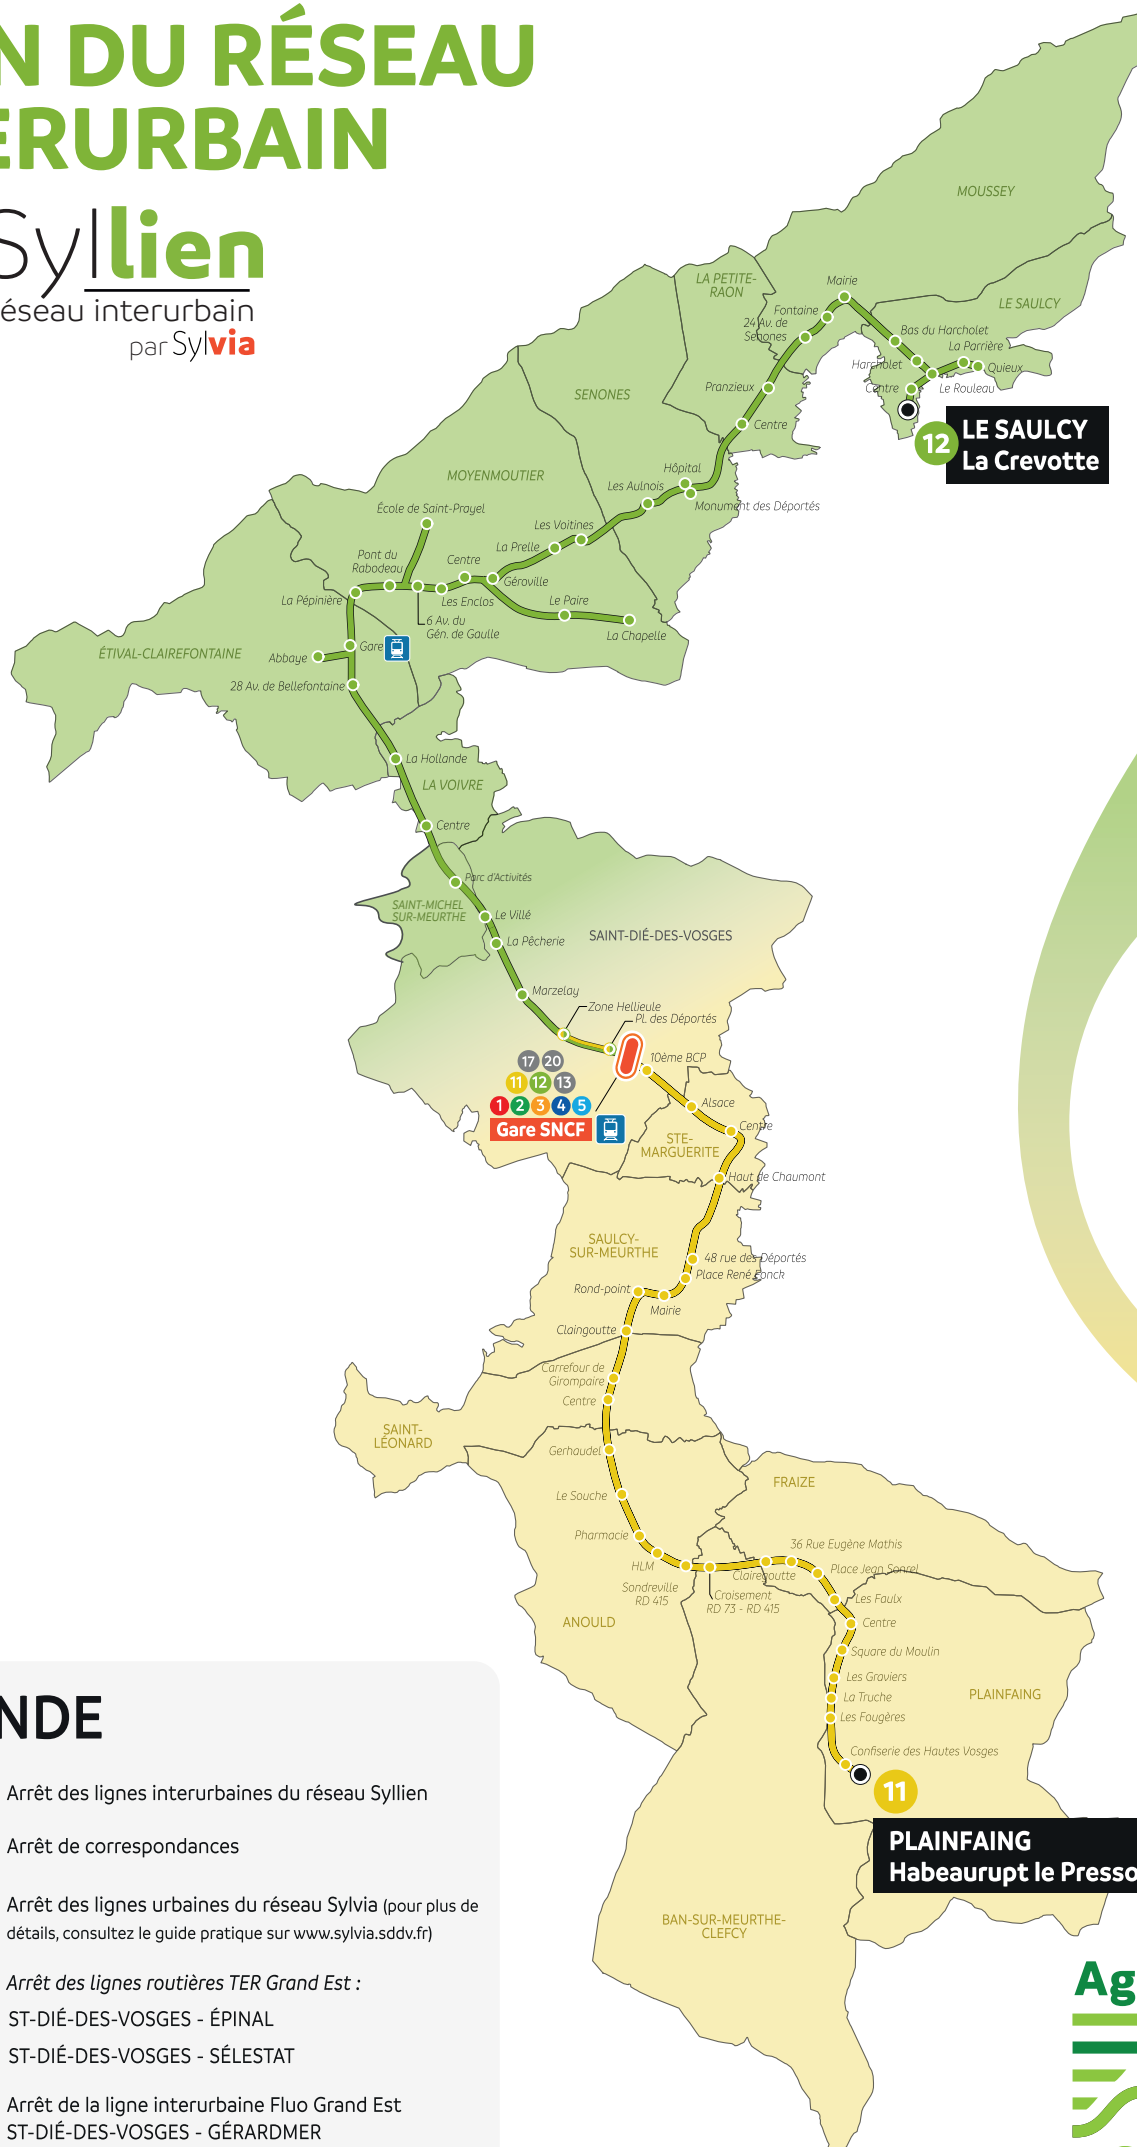 N DU RÉSEAU
ERURBAIN
Syllien
éseau interurbain
par Sylvia
MOUSSEY
LA PETITE-
RAON
Mairie
LE SAULCY
Fontaine
24 Av. de
Senones
Bas du Harcholet
La Parrière
Harcholet
Quieux
Centre
Le Rouleau
Pranzieux
SENONES
Centre
12
LE SAULCY
La Crevotte
MOYENMOUTIER
Hôpital
Les Aulnois
Monument des Déportés
École de Saint-Prayel
Les Voitines
La Prelle
Pont du
Rabodeau
Centre
Géroville
La Pépinière
Les Enclos
Le Paire
6 Av. du
Gén. de Gaulle
La Chapelle
ÉTIVAL-CLAIREFONTAINE
Abbaye
Gare
28 Av. de Bellefontaine
La Hollande
LA VOIVRE
Centre
Parc d'Activités
SAINT-MICHEL
SUR-MEURTHE
Le Villé
La Pêcherie
SAINT-DIÉ-DES-VOSGES
Marzelay
Zone Hellieule
Pl. des Déportés
17 20
11 12 13
1 2 3 4 5
Gare SNCF
10ème BCP
Alsace
Centre
STE-
MARGUERITE
Haut de Chaumont
SAULCY-
SUR-MEURTHE
48 rue des Déportés
Place René Fonck
Rond-point
Mairie
Claingoutte
Carrefour de
Girompaire
Centre
SAINT-
LÉONARD
Gerhaudel
FRAIZE
Le Souche
Pharmacie
36 Rue Eugène Mathis
HLM
Clairegoutte
Place Jean Sonrel
Sondreville
RD 415
Croisement
RD 73 - RD 415
Les Faulx
ANOULD
Centre
Square du Moulin
Les Graviers
La Truche
PLAINFAING
Les Fougères
Confiserie des Hautes Vosges
11
PLAINFAING
Habeaurupt le Presso
BAN-SUR-MEURTHE-
CLEFCY
NDE
Arrêt des lignes interurbaines du réseau Syllien
Arrêt de correspondances
Arrêt des lignes urbaines du réseau Sylvia (pour plus de
détails, consultez le guide pratique sur www.sylvia.sddv.fr)
Arrêt des lignes routières TER Grand Est :
ST-DIÉ-DES-VOSGES - ÉPINAL
ST-DIÉ-DES-VOSGES - SÉLESTAT
Arrêt de la ligne interurbaine Fluo Grand Est
ST-DIÉ-DES-VOSGES - GÉRARDMER
Ag